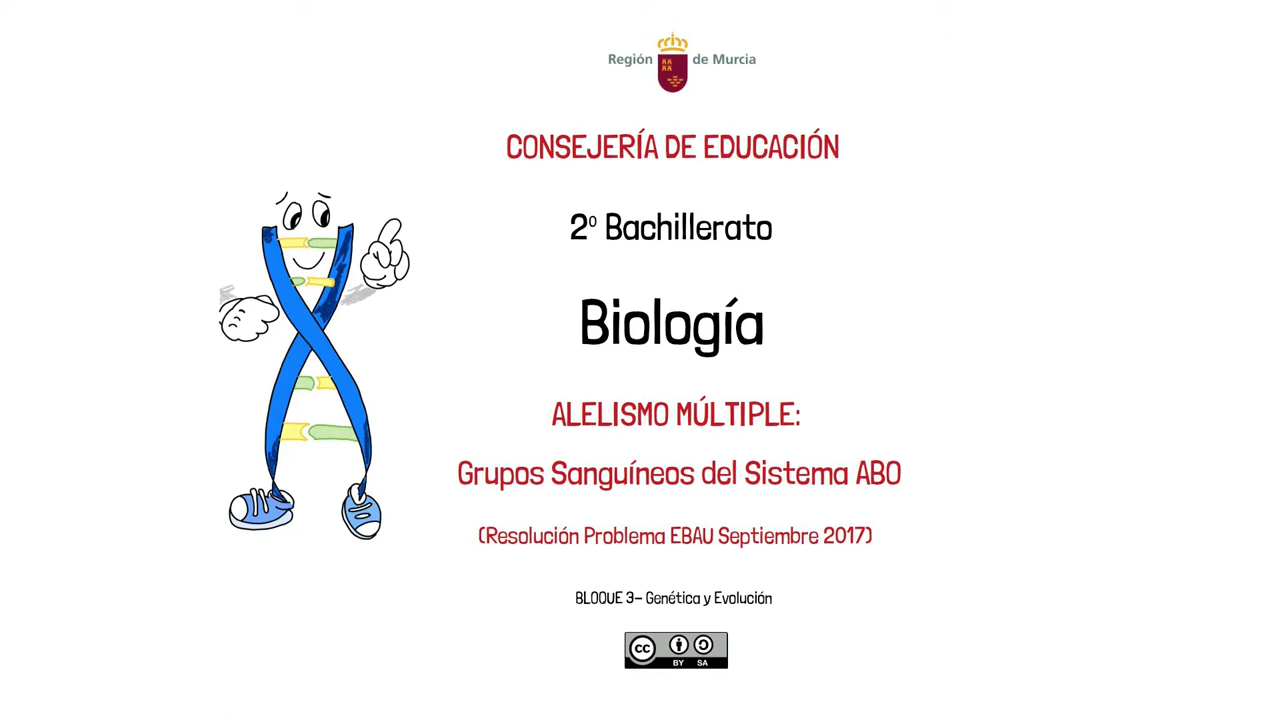 Región de Murcia
CONSEJERÍA DE EDUCACIÓN
2º Bachillerato
Biología
ALELISMO MÚLTIPLE:
Grupos Sanguíneos del Sistema ABO
(Resolución Problema EBAU Septiembre 2017)
BLOQUE 3- Genética y Evolución
CC BY SA